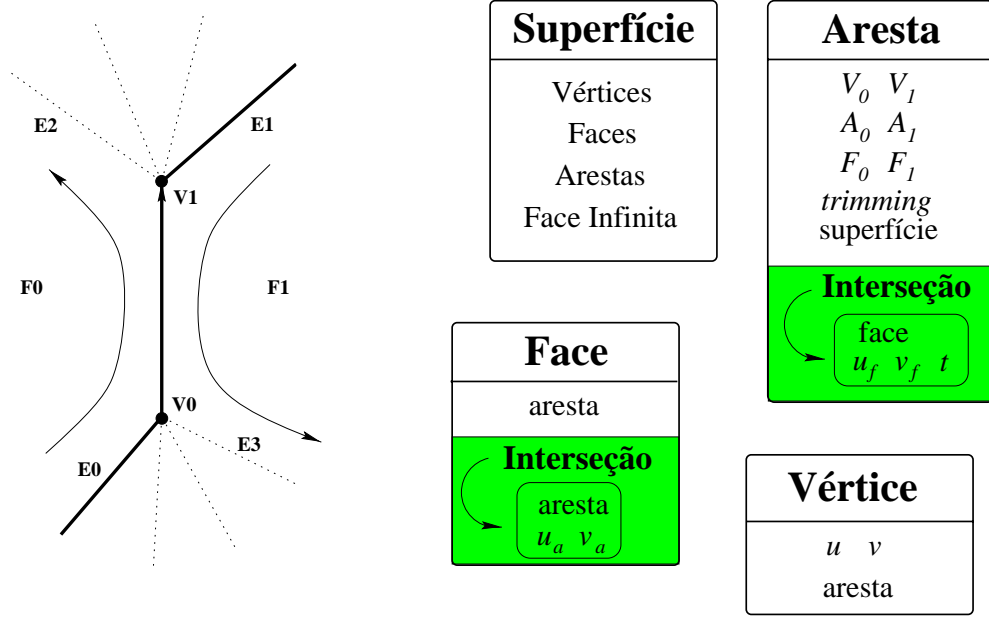 E2
E1
V1
F0
F1
V0
E3
E0
Superfície
Vértices
Faces
Arestas
Face Infinita
Aresta
V0 V1
A0 A1
F0 F1
trimming
superfície
Interseção
face
uf vf t
Face
aresta
Interseção
aresta
ua va
Vértice
u v
aresta